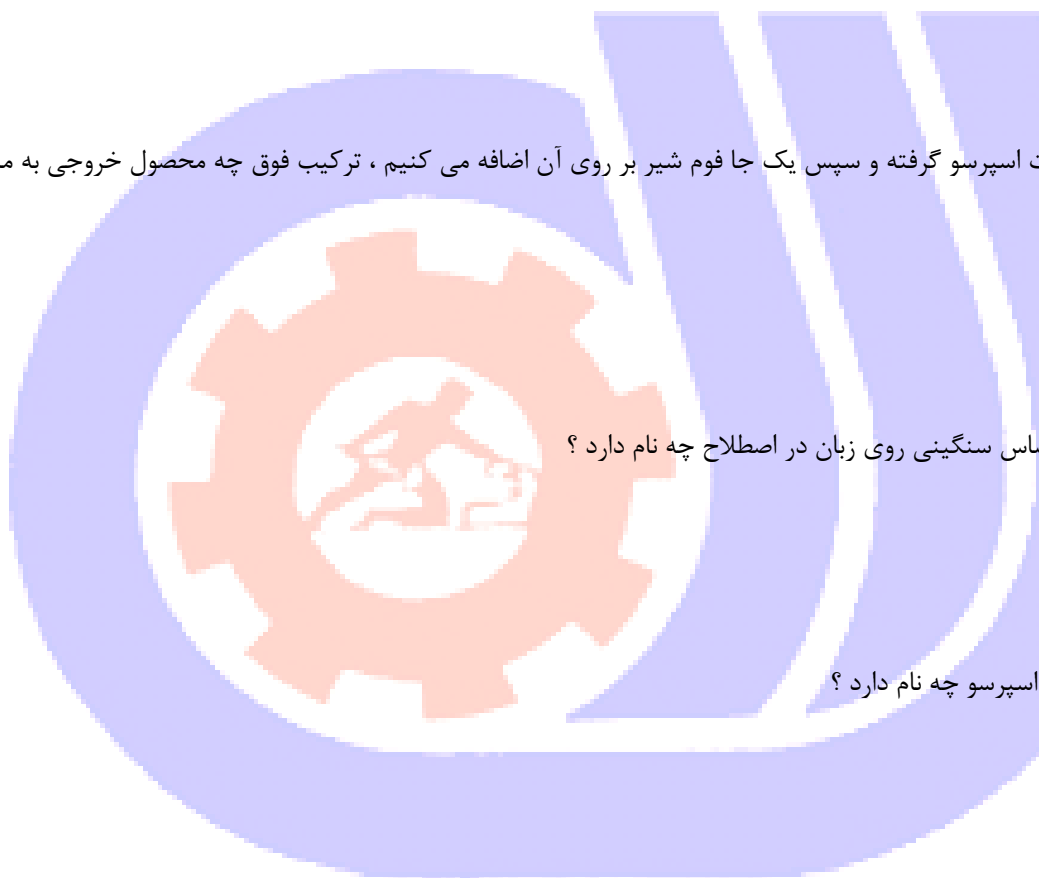 ت اسپرسو گرفته و سپس یک جا فوم شیر بر روی آن اضافه می کنیم ، ترکیب فوق چه محصول خروجی به م
ساس سنگینی روی زبان در اصطلاح چه نام دارد ؟
اسپرسو چه نام دارد ؟